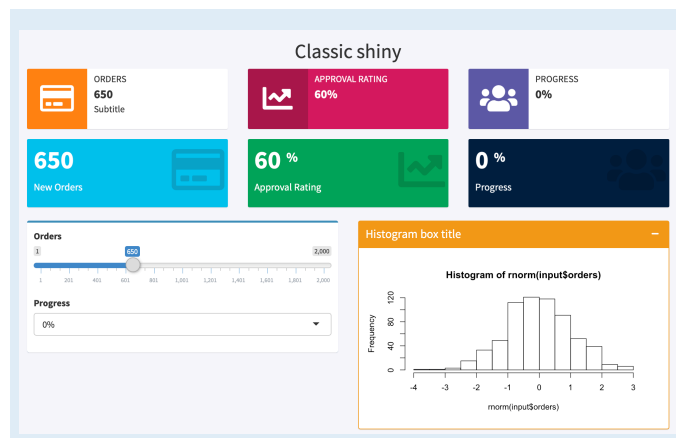 Classic shiny
ORDERS
650
Subtitle
APPROVAL RATING
60%
PROGRESS
0%
650
New Orders
60 %
Approval Rating
0 %
Progress
Orders
1 650 2,000
1 201 401 601 801 1,001 1,201 1,401 1,601 1,801 2,000
Progress
0%
Histogram box title
Histogram of rnorm(input$orders)
Frequency
120
80
40
0
-4 -3 -2 -1 0 1 2 3
rnorm(input$orders)